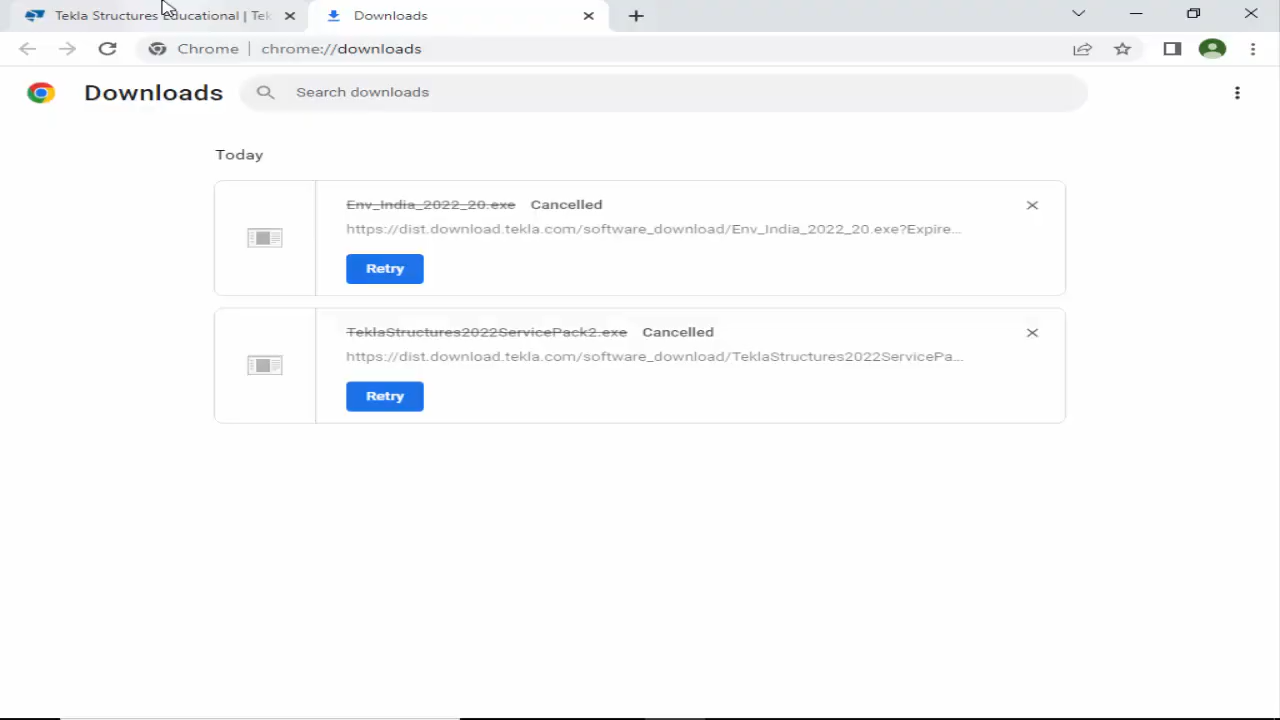 Tekla Structures Educational | Tek
Downloads
Chrome
chrome://downloads
Downloads
Search downloads
Today
Env_India_2022_20.exe Cancelled
https://dist.download.tekla.com/software_download/Env_India_2022_20.exe?Expire...
Retry
TeklaStructures2022ServicePack2.exe Cancelled
https://dist.download.tekla.com/software_download/TeklaStructures2022ServicePa...
Retry